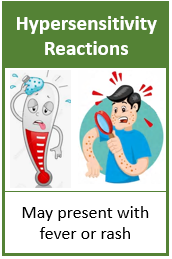 Hypersensitivity
Reactions
May present with
fever or rash